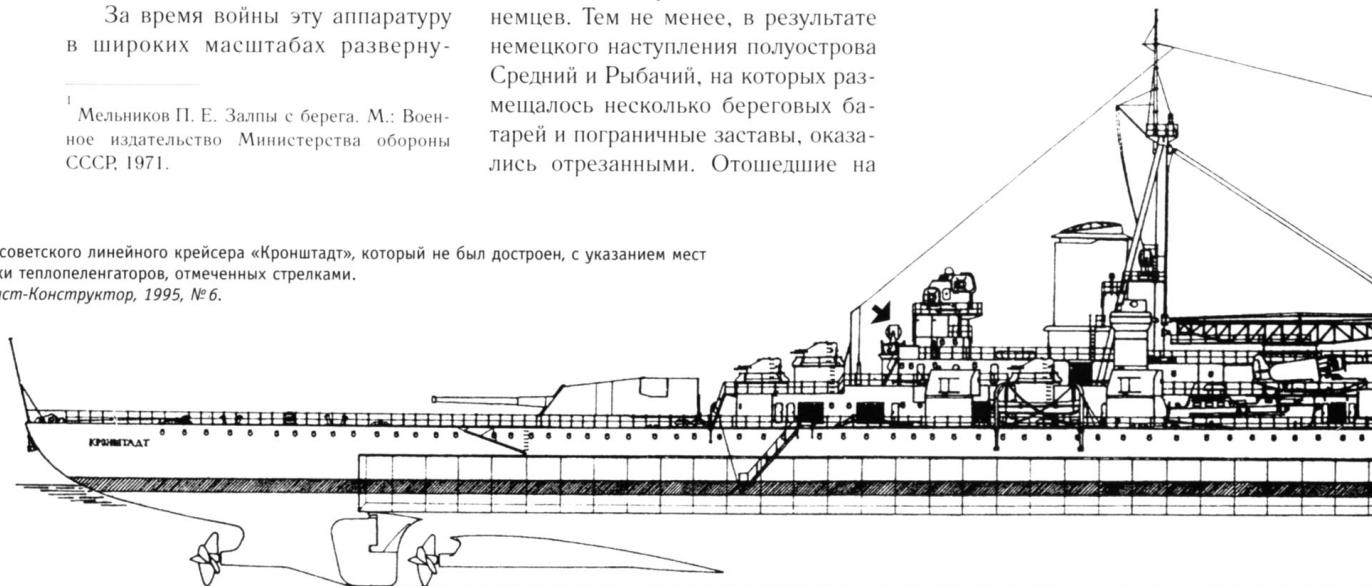 За время войны эту аппаратуру
в широких масштабах разверну-
1 Мельников П. Е. Залпы с берега. М.: Воен-
ное издательство Министерства обороны
СССР, 1971.
немцев. Тем не менее, в результате
немецкого наступления полуострова
Средний и Рыбачий, на которых раз-
мещалось несколько береговых ба-
тарей и пограничные заставы, оказа-
лись отрезанными. Отошедшие на
советского линейного крейсера «Кронштадт», который не был достроен, с указанием мест
ки теплопеленгаторов, отмеченных стрелками.
ист-Конструктор, 1995, №6.
КРОНШТАДТ